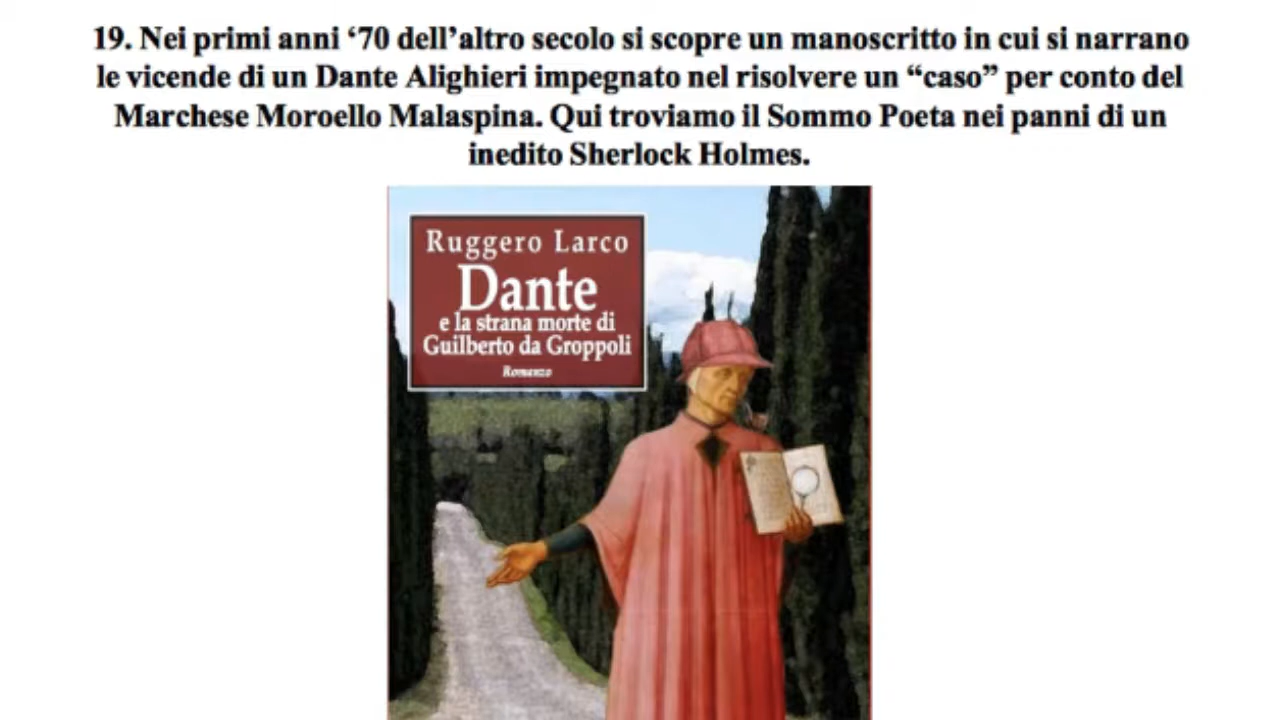 19. Nei primi anni ‘70 dell’altro secolo si scopre un manoscritto in cui si narrano
le vicende di un Dante Alighieri impegnato nel risolvere un “caso” per conto del
Marchese Moroello Malaspina. Qui troviamo il Sommo Poeta nei panni di un
inedito Sherlock Holmes.
Ruggero Larco
Dante
e la strana morte di
Guilberto da Groppoli
Romanzo